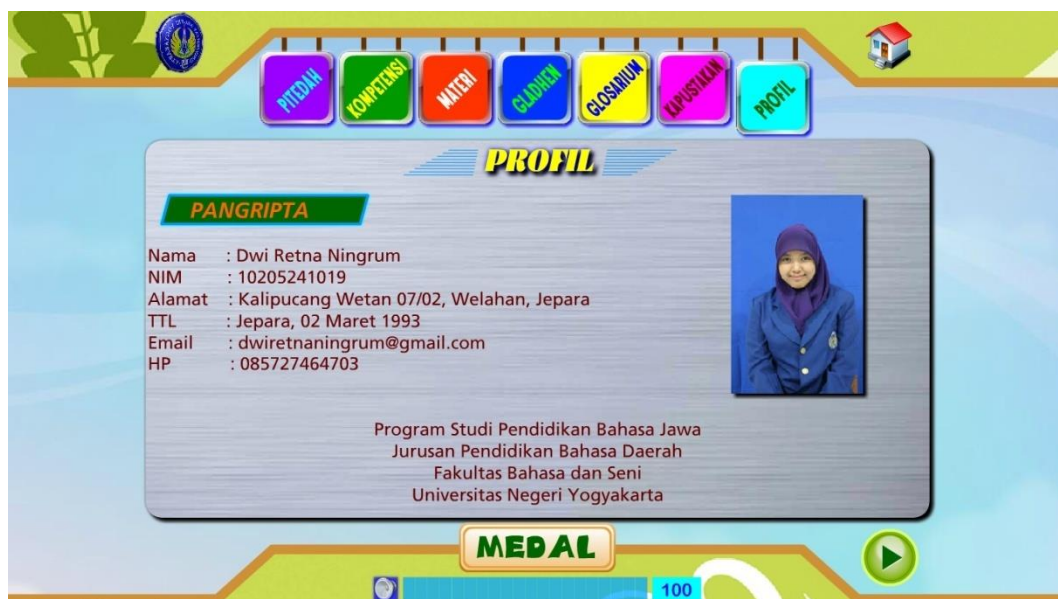 PITEDAH
KOMPETENSI
MATERI
GLADHEN
GLOSARIUM
KAPUSTAKAN
PROFIL
PROFIL
PANGRIPTA
Nama : Dwi Retna Ningrum
NIM : 10205241019
Alamat : Kalipucang Wetan 07/02, Welahan, Jepara
TTL : Jepara, 02 Maret 1993
Email : dwiretnaningrum@gmail.com
HP : 085727464703
Program Studi Pendidikan Bahasa Jawa
Jurusan Pendidikan Bahasa Daerah
Fakultas Bahasa dan Seni
Universitas Negeri Yogyakarta
MEDAL
100